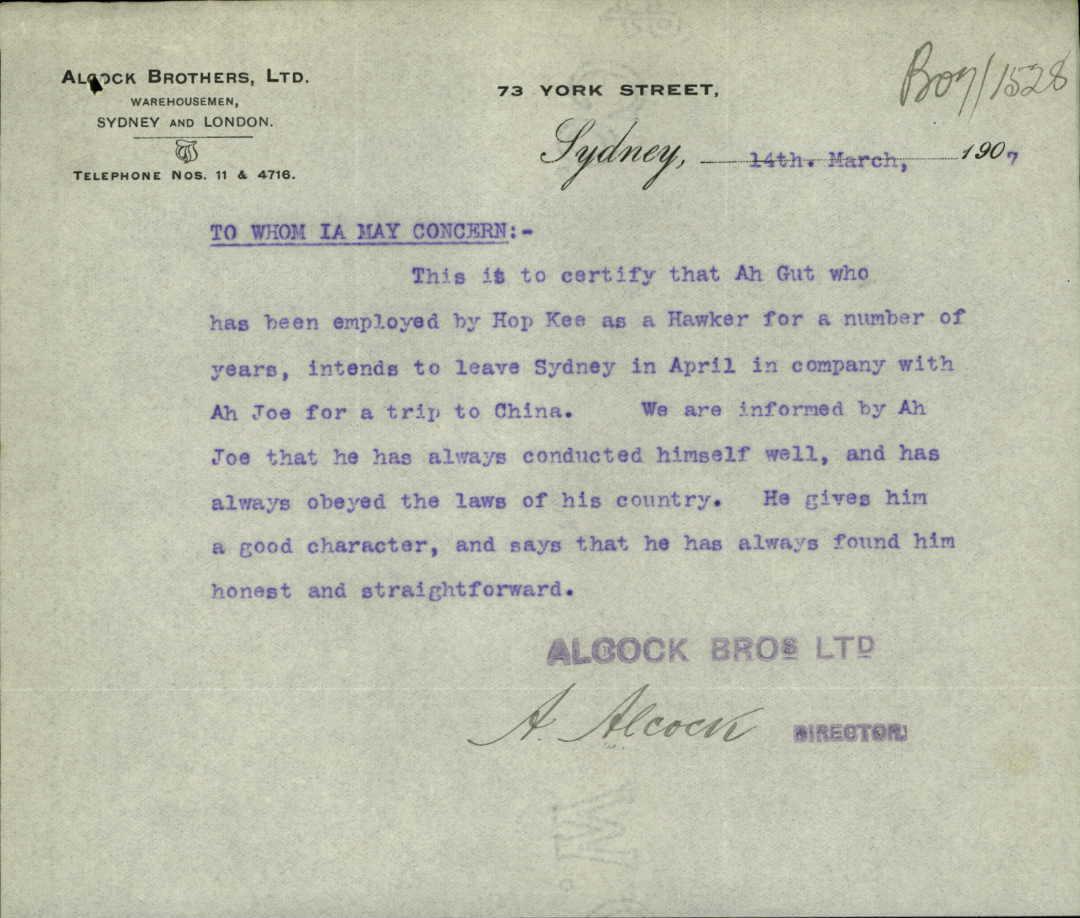 ALCOCK BROTHERS, LTD.
WAREHOUSEMEN,
SYDNEY AND LONDON.
TELEPHONE NOS. 11 & 4716.
73 YORK STREET,
Sydney, 14th. March, 1907
TO WHOM IA MAY CONCERN:-
This is to certify that Ah Gut who
has been employed by Hop Kee as a Hawker for a number of
years, intends to leave Sydney in April in company with
Ah Joe for a trip to China. We are informed by Ah
Joe that he has always conducted himself well, and has
always obeyed the laws of his country. He gives him
a good character, and says that he has always found him
honest and straightforward.
ALCOCK BROS LTD
A. Alcock DIRECTOR